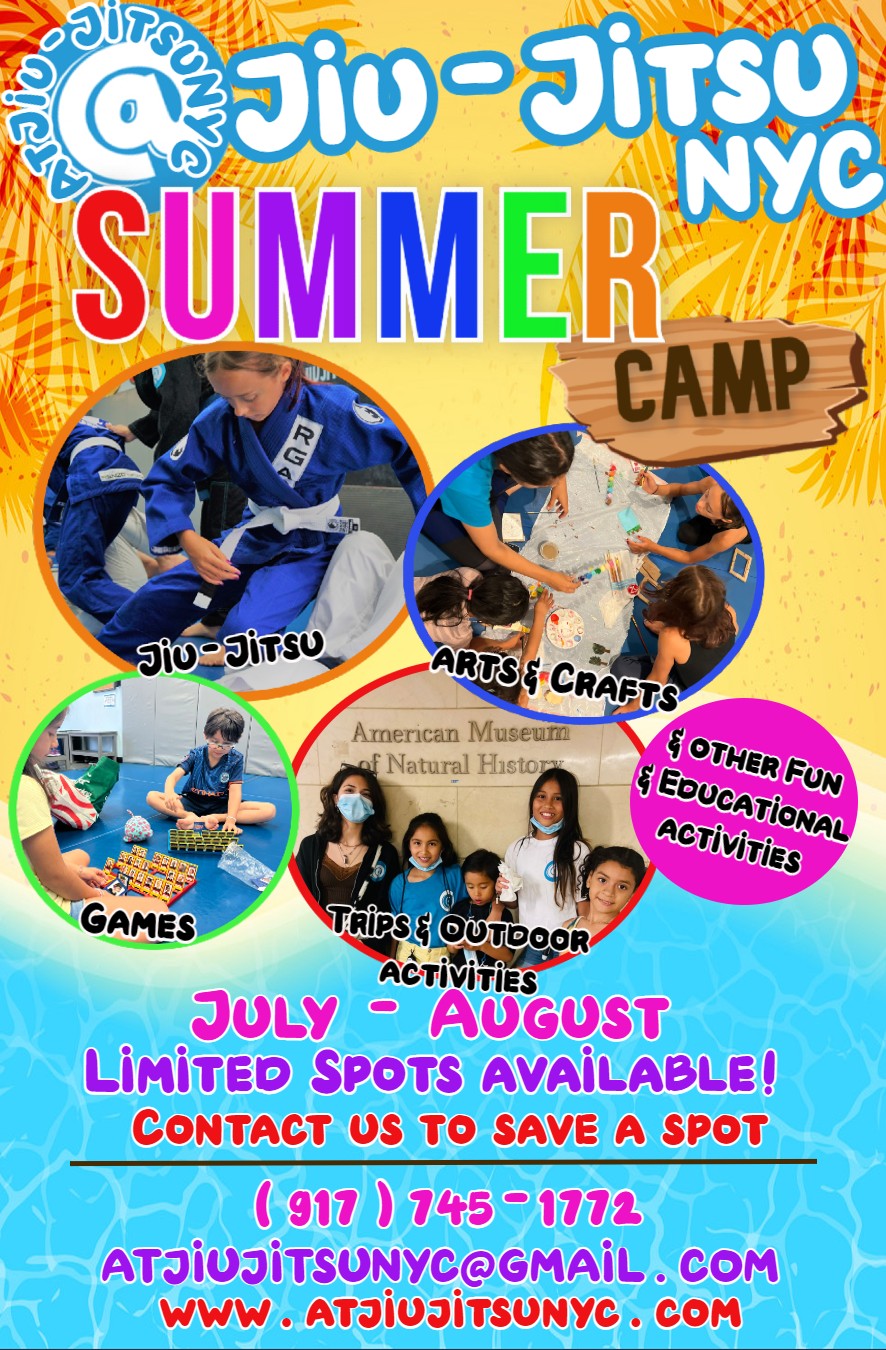 ATJIU-JITSUNYC
@ Jiu-Jitsu
NYC
SUMMER
CAMP
RGA
Jiu-Jitsu
Arts & Crafts
American Museum
of Natural History
& other Fun
& Educational
activities
Games
Trips & Outdoor
activities
July - August
Limited Spots available!
Contact us to save a spot
(917) 745-1772
atjiujitsunyc@gmail.com
www.atjiujitsunyc.com